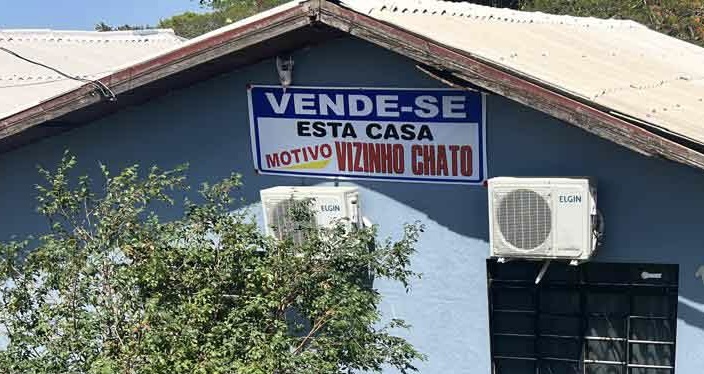 VENDE-SE
ESTA CASA
MOTIVO VIZINHO CHATO
ELGIN
ELGIN